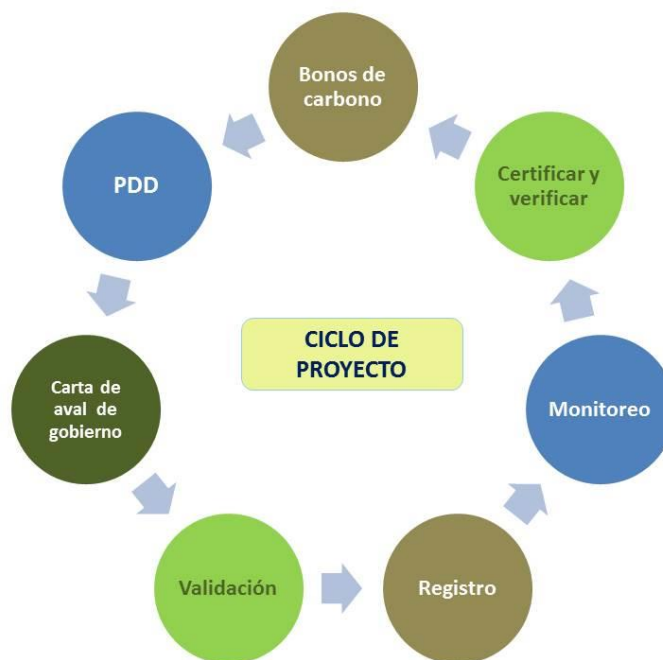 Bonos de
carbono
PDD
Certificar y
verificar
CICLO DE
PROYECTO
Carta de
aval de
gobierno
Monitoreo
Validación
Registro